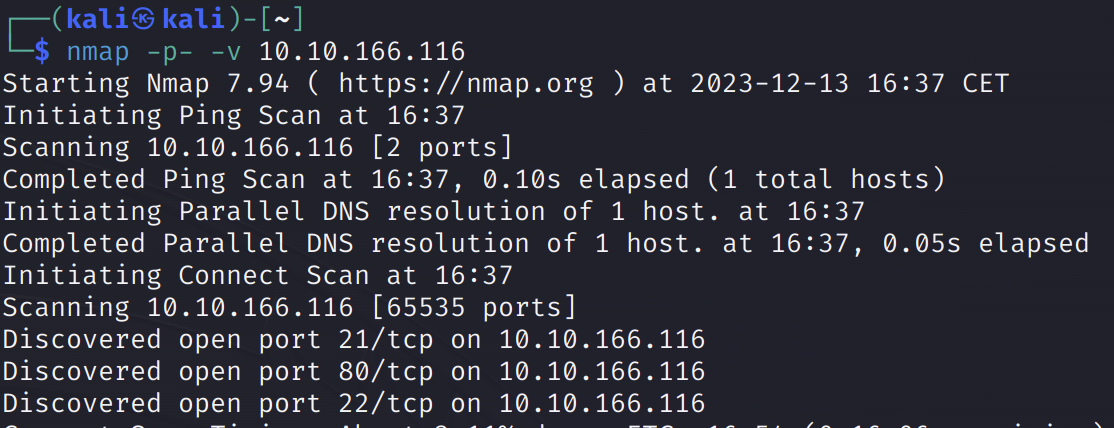 ┌──(kali㉿kali)-[~]
└─$ nmap -p- -v 10.10.166.116
Starting Nmap 7.94 ( https://nmap.org ) at 2023-12-13 16:37 CET
Initiating Ping Scan at 16:37
Scanning 10.10.166.116 [2 ports]
Completed Ping Scan at 16:37, 0.10s elapsed (1 total hosts)
Initiating Parallel DNS resolution of 1 host. at 16:37
Completed Parallel DNS resolution of 1 host. at 16:37, 0.05s elapsed
Initiating Connect Scan at 16:37
Scanning 10.10.166.116 [65535 ports]
Discovered open port 21/tcp on 10.10.166.116
Discovered open port 80/tcp on 10.10.166.116
Discovered open port 22/tcp on 10.10.166.116